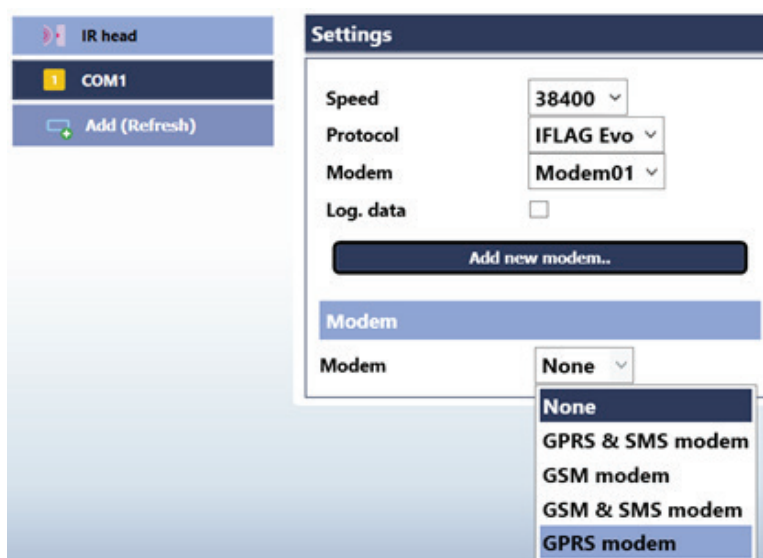 IR head
1
COM1
Add (Refresh)
Settings
Speed 38400
Protocol IFLAG Evo
Modem Modem01
Log. data
Add new modem..
Modem
Modem None
None
GPRS & SMS modem
GSM modem
GSM & SMS modem
GPRS modem